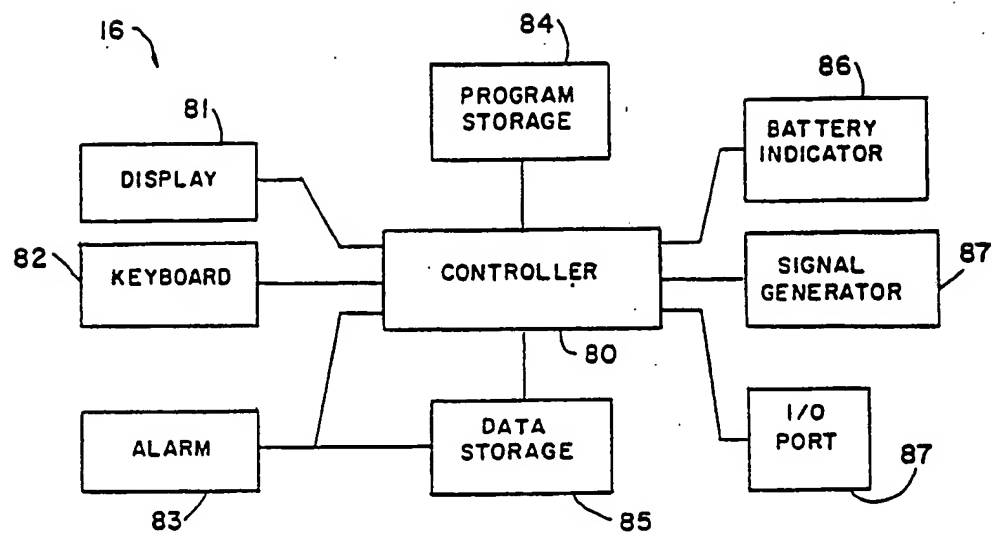 16
84
PROGRAM
STORAGE
86
BATTERY
INDICATOR
81
DISPLAY
82
KEYBOARD
CONTROLLER
80
SIGNAL
GENERATOR
87
ALARM
83
DATA
STORAGE
85
I/O
PORT
87